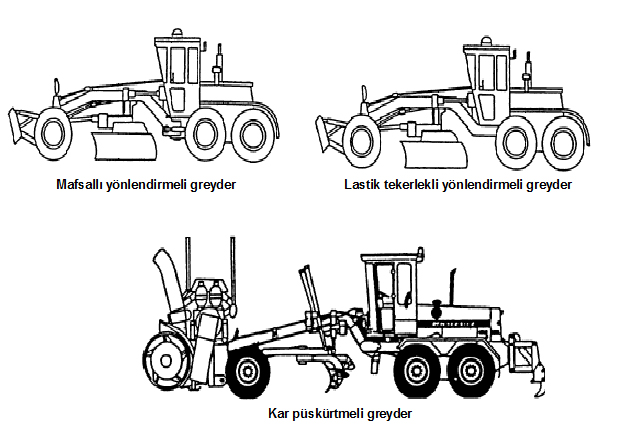 Mafsallı yönlendirmeli greyder
Lastik tekerlekli yönlendirmeli greyder
Kar püskürtmeli greyder